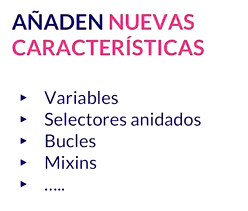 AÑADEN NUEVAS
CARACTERÍSTICAS
▸ Variables
▸ Selectores anidados
▸ Bucles
▸ Mixins
▸ .....